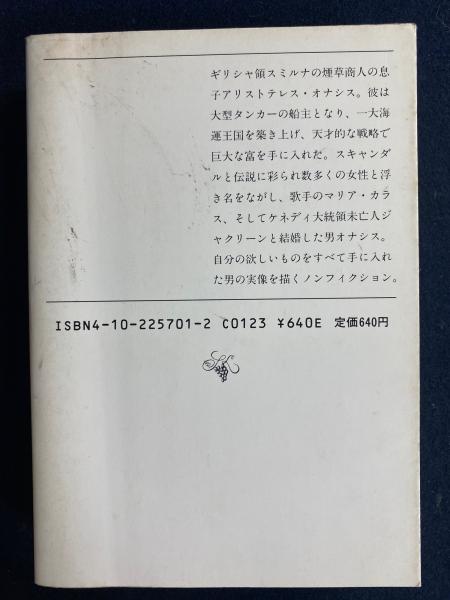 ギリシャ領スミルナの煙草商人の息
子アリストテレス・オナシス。彼は
大型タンカーの船主となり、一大海
運王国を築き上げ、天才的な戦略で
巨大な富を手に入れた。スキャンダ
ルと伝説に彩られ数多くの女性と浮
き名をながし、歌手のマリア・カラ
ス、そしてケネディ大統領未亡人ジ
ャクリーンと結婚した男オナシス。
自分の欲しいものをすべて手に入れ
た男の実像を描くノンフィクション。
ISBN4-10-225701-2 C0123 ¥640E 定価640円